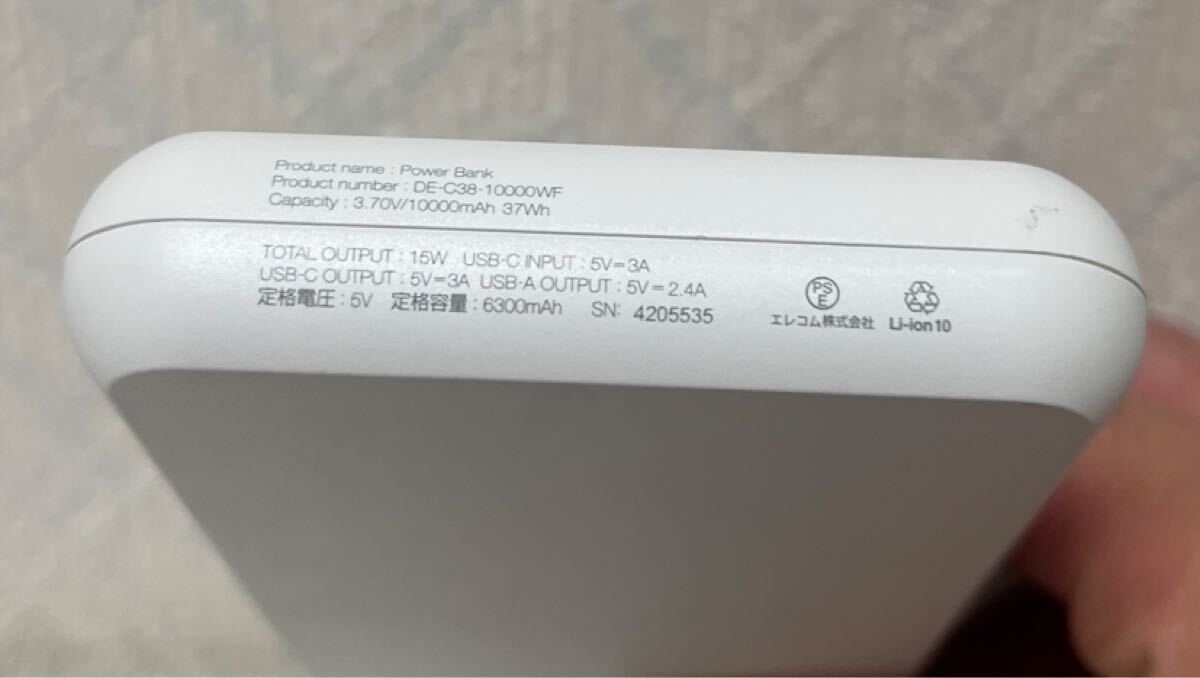 Product name : Power Bank
Product number : DE-C38-10000WF
Capacity : 3.70V/10000mAh 37Wh
TOTAL OUTPUT : 15W USB-C INPUT : 5V=3A
USB-C OUTPUT : 5V=3A USB-A OUTPUT : 5V=2.4A
定格電圧 : 5V 定格容量 : 6300mAh SN: 4205535
PS
E
エレコム株式会社
Li-ion10